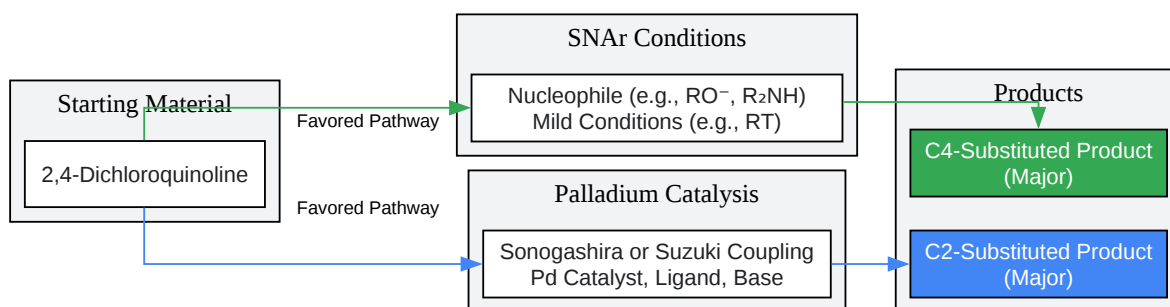 SNAr Conditions
Nucleophile (e.g., RO⁻, R₂NH)
Mild Conditions (e.g., RT)
Starting Material
2,4-Dichloroquinoline
Favored Pathway
Favored Pathway
Palladium Catalysis
Sonogashira or Suzuki Coupling
Pd Catalyst, Ligand, Base
Products
C4-Substituted Product
(Major)
C2-Substituted Product
(Major)